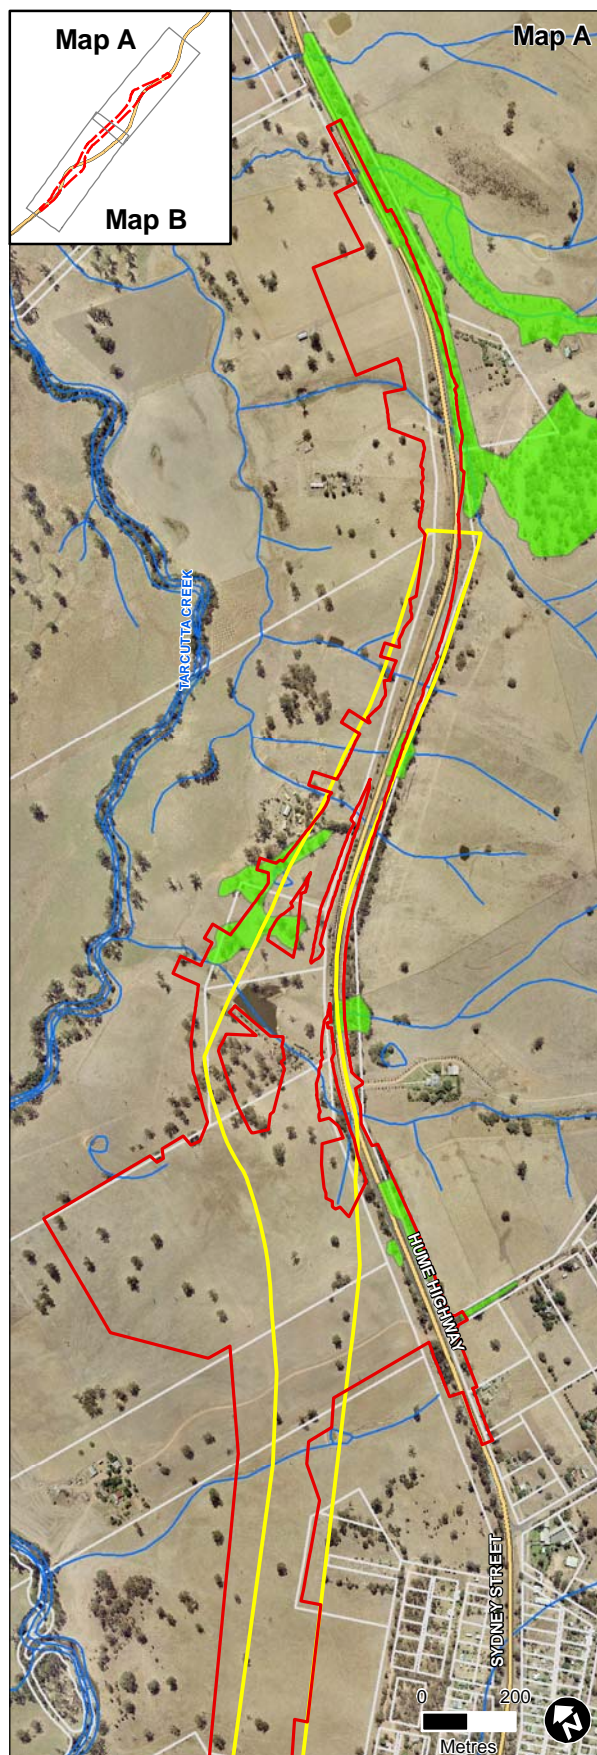 Map A
Map B
Map A
TARCUTTA CREEK
HUME HIGHWAY
SYDNEY STREET
0 200
Metres
N